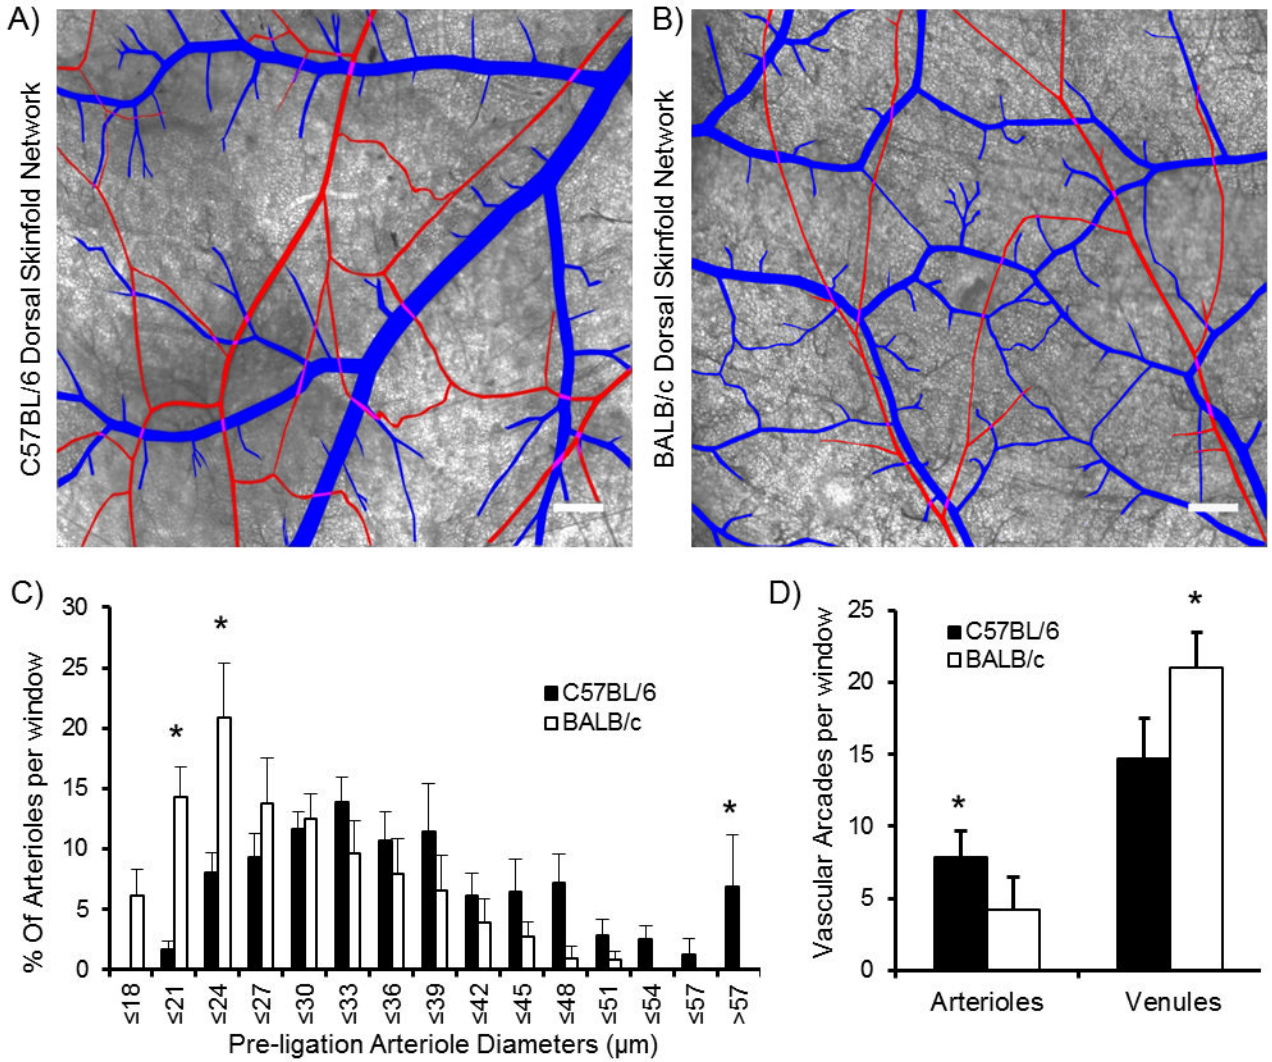 A)
C57BL/6 Dorsal Skinfold Network
B)
BALB/c Dorsal Skinfold Network
C)
% Of Arterioles per window
30
25
20
15
10
5
0
*
*
*
C57BL/6
BALB/c
≤18 ≤21 ≤24 ≤27 ≤30 ≤33 ≤36 ≤39 ≤42 ≤45 ≤48 ≤51 ≤54 ≤57 >57
Pre-ligation Arteriole Diameters (µm)
D)
Vascular Arcades per window
25
20
15
10
5
0
*
*
C57BL/6
BALB/c
Arterioles Venules